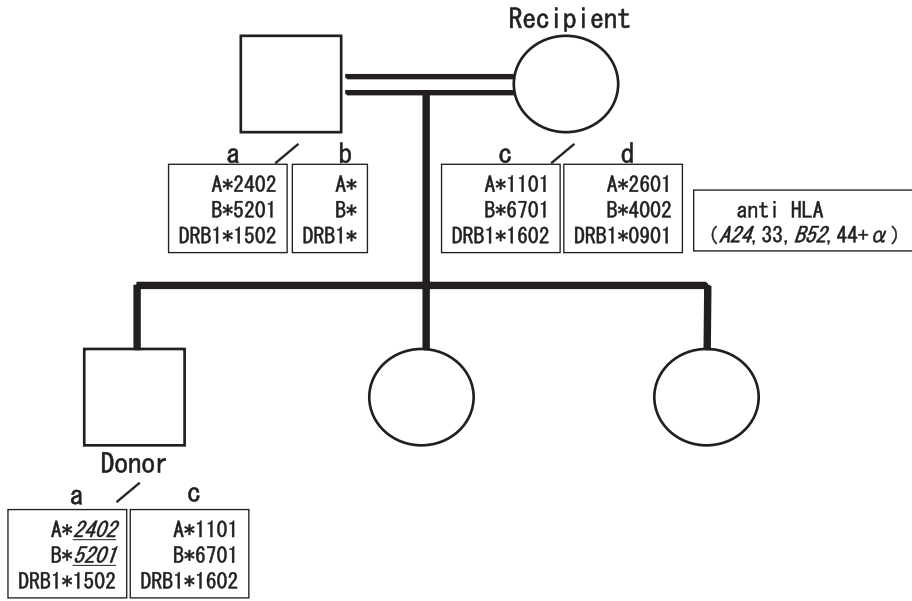 Recipient
a b c d
A*2402 A* A*1101 A*2601
B*5201 B* B*6701 B*4002
DRB1*1502 DRB1* DRB1*1602 DRB1*0901
anti HLA
(A24, 33, B52, 44+α)
Donor
a c
A*2402 A*1101
B*5201 B*6701
DRB1*1502 DRB1*1602